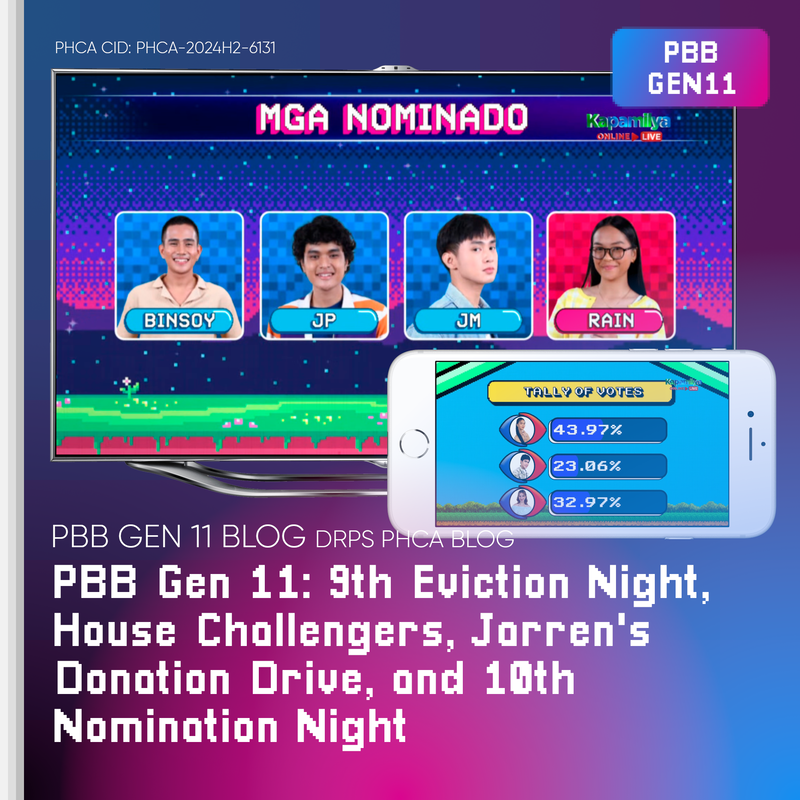 PHCA CID: PHCA-2024H2-6131
PBB
GEN11
MGA NOMINADO
Kapamilya
ONLINE LIVE
BINSOY
JP
JM
RAIN
TALLY OF VOTES
43.97%
23.06%
32.97%
PBB GEN 11 BLOG DRPS PHCA BLOG
PBB Gen 11: 9th Eviction Night,
House Challengers, Jarren's
Donation Drive, and 10th
Nomination Night